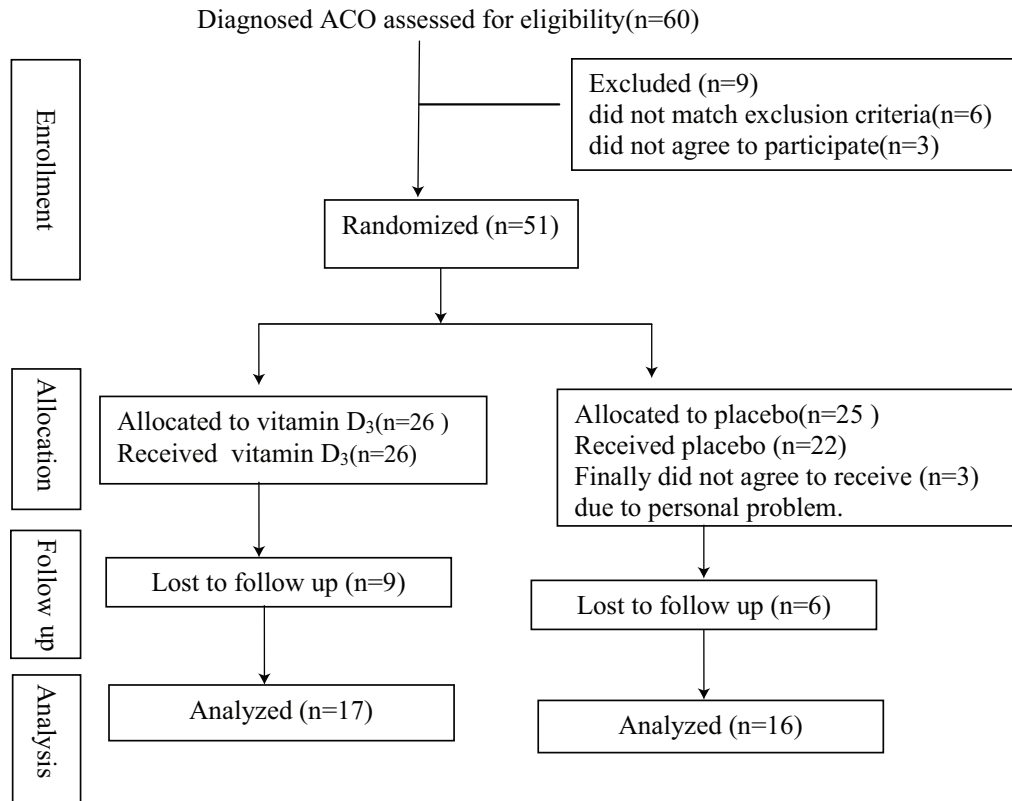 Diagnosed ACO assessed for eligibility(n=60)
Enrollment
Excluded (n=9)
did not match exclusion criteria(n=6)
did not agree to participate(n=3)
Randomized (n=51)
Allocation
Allocated to vitamin D₃(n=26 )
Received  vitamin D₃(n=26)
Allocated to placebo(n=25 )
Received placebo (n=22)
Finally did not agree to receive (n=3)
due to personal problem.
Follow up
Lost to follow up (n=9)
Lost to follow up (n=6)
Analysis
Analyzed (n=17)
Analyzed (n=16)